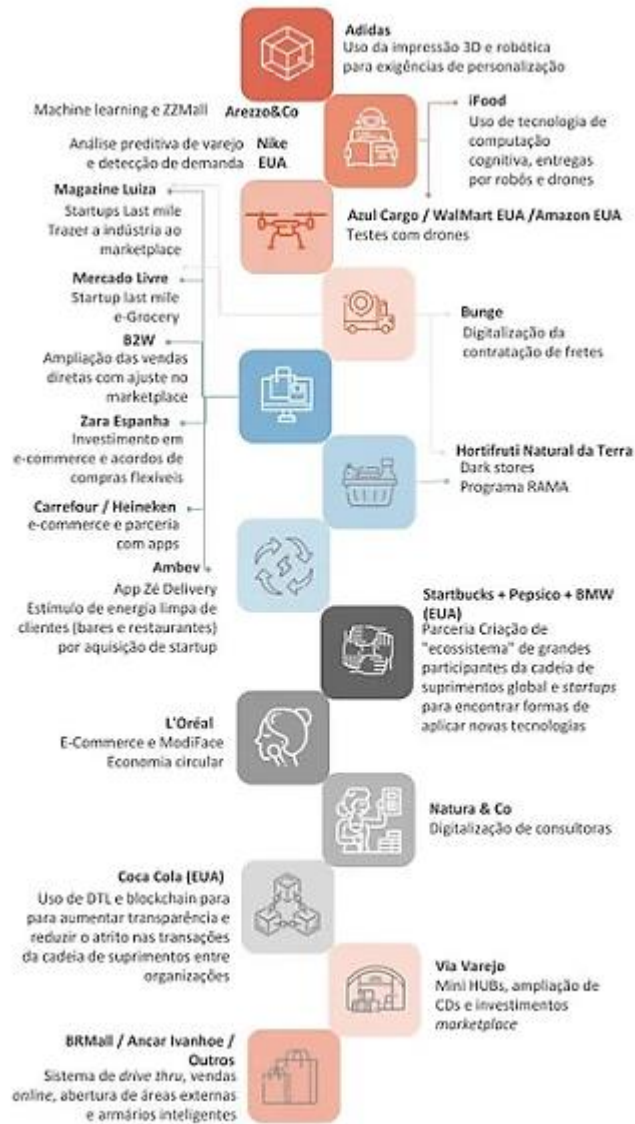 Adidas
Uso da impressão 3D e robótica
para exigências de personalização
Machine learning e ZZMall Arezzo&Co
iFood
Uso de tecnologia de
computação
cognitiva, entregas
por robôs e drones
Análise preditiva de varejo Nike
e detecção de demanda EUA
Magazine Luiza
Startups Last mile
Trazer a indústria ao
marketplace
Azul Cargo / WalMart EUA /Amazon EUA
Testes com drones
Mercado Livre
Startup last mile
e-Grocery
Bunge
Digitalização da
contratação de fretes
B2W
Ampliação das vendas
diretas com ajuste no
marketplace
Zara Espanha
Investimento em
e-commerce e acordos de
compras flexíveis
Hortifruti Natural da Terra
Dark stores
Programa RAMA
Carrefour / Heineken
e-commerce e parceria
com apps
Ambev
App Zé Delivery
Estímulo de energia limpa de
clientes (bares e restaurantes)
por aquisição de startup
Startbucks + Pepsico + BMW
(EUA)
Parceria Criação de
"ecossistema" de grandes
participantes da cadeia de
suprimentos global e startups
para encontrar formas de
aplicar novas tecnologias
L'Oréal
E-Commerce e ModiFace
Economia circular
Natura & Co
Digitalização de consultoras
Coca Cola (EUA)
Uso de DTL e blockchain para
para aumentar transparência e
reduzir o atrito nas transações
da cadeia de suprimentos entre
organizações
Via Varejo
Mini HUBs, ampliação de
CDs e investimentos
marketplace
BRMall / Ancar Ivanhoe /
Outros
Sistema de drive thru, vendas
online, abertura de áreas externas
e armários inteligentes